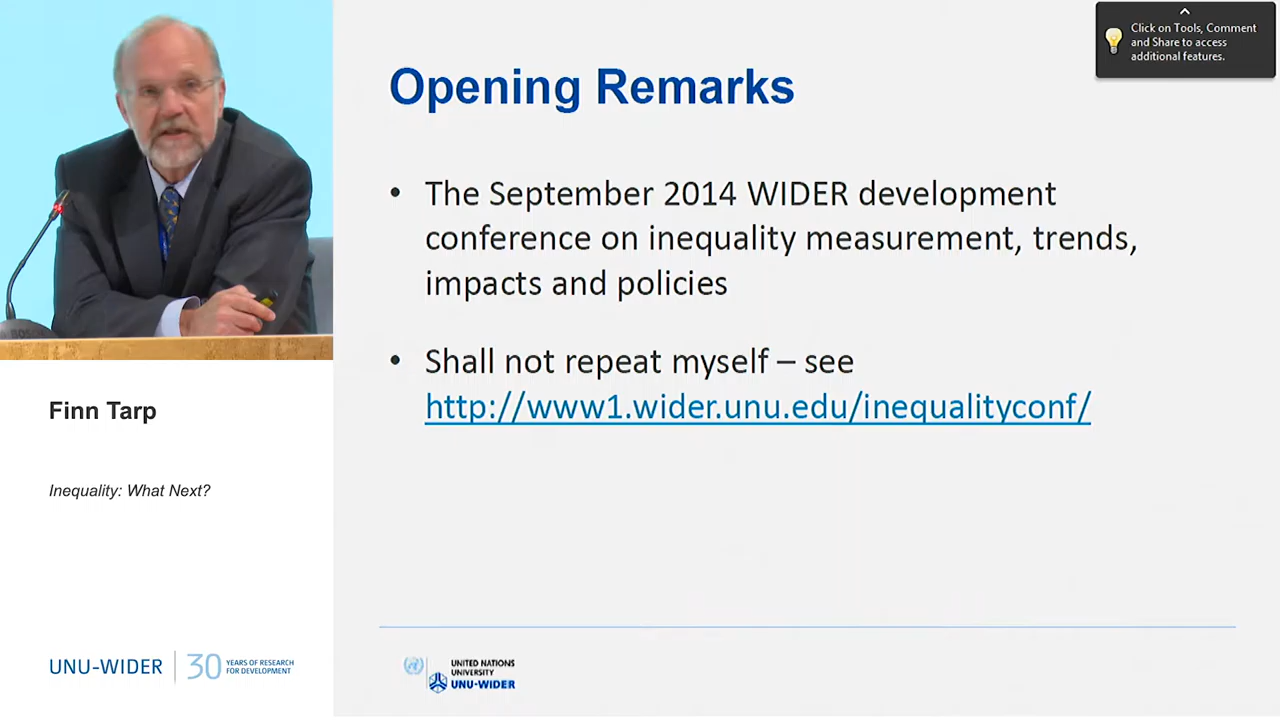 Click on Tools, Comment
and Share to access
additional features.
Opening Remarks
• The September 2014 WIDER development
conference on inequality measurement, trends,
impacts and policies
• Shall not repeat myself – see
http://www1.wider.unu.edu/inequalityconf/
Finn Tarp
Inequality: What Next?
UNU-WIDER
30 YEARS OF RESEARCH
FOR DEVELOPMENT
UNITED NATIONS
UNIVERSITY
UNU-WIDER